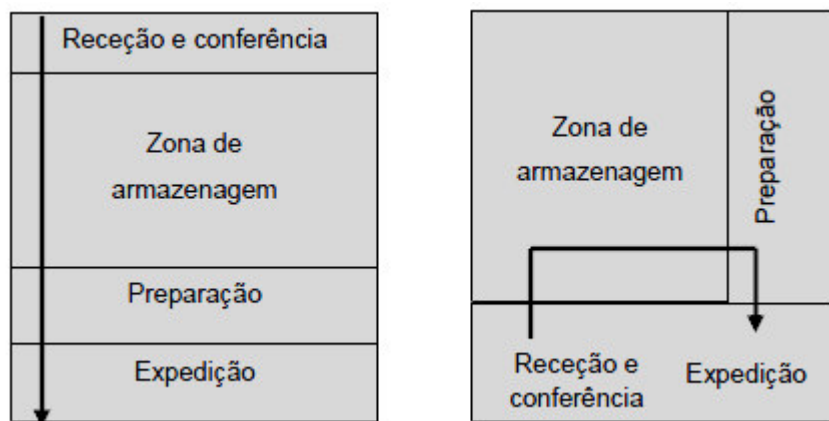 Receção e conferência
Zona de
armazenagem
Preparação
Expedição
Zona de
armazenagem
Preparação
Receção e
conferência
Expedição